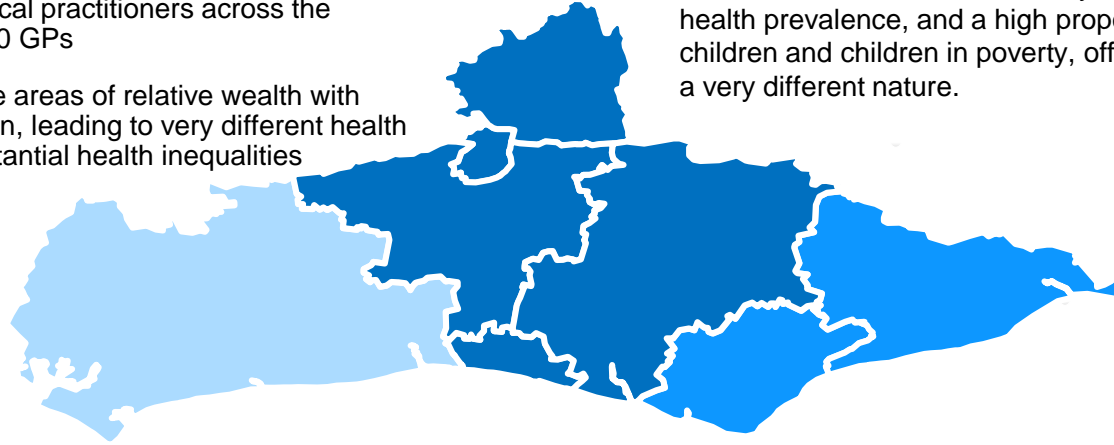 cal practitioners across the
0 GPs
e areas of relative wealth with
n, leading to very different health
tantial health inequalities
health prevalence, and a high prope
children and children in poverty, off
a very different nature.